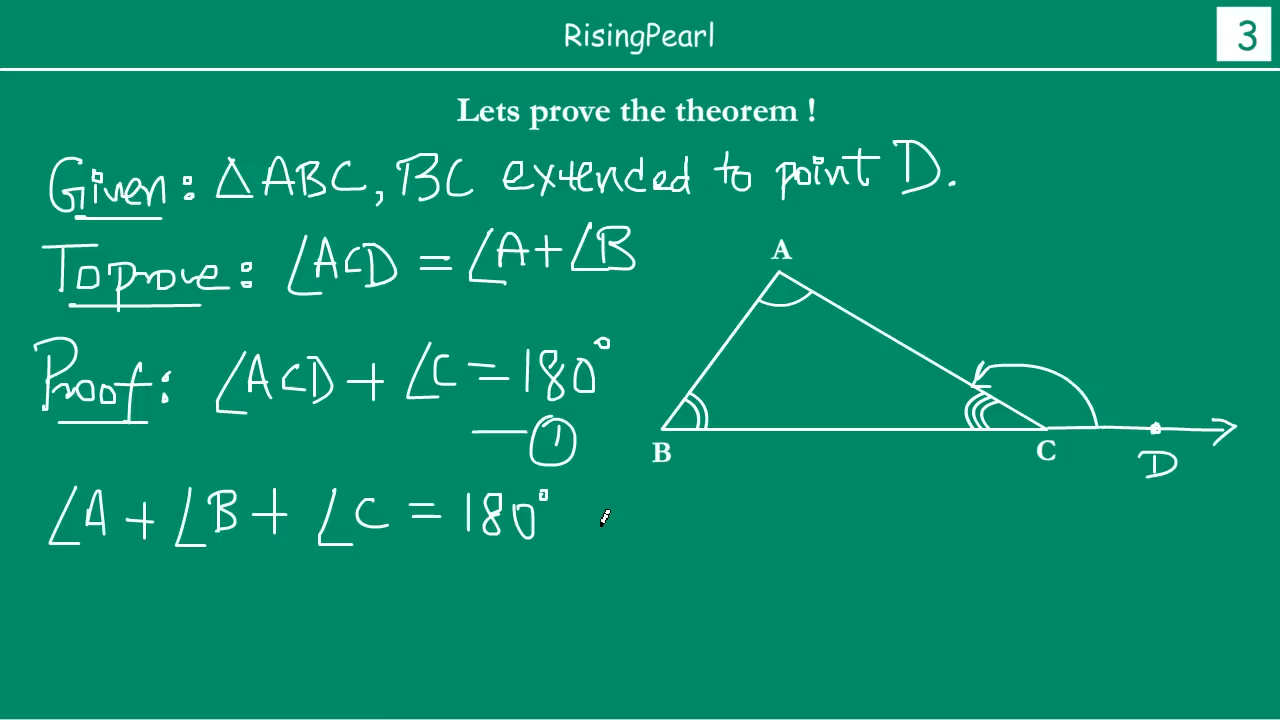 RisingPearl
3
Lets prove the theorem !
Given: △ABC, BC extended to point D.
To prove: ∠ACD = ∠A + ∠B
Proof: ∠ACD + ∠C = 180°
— ①
∠A + ∠B + ∠C = 180°
A
B
C
D